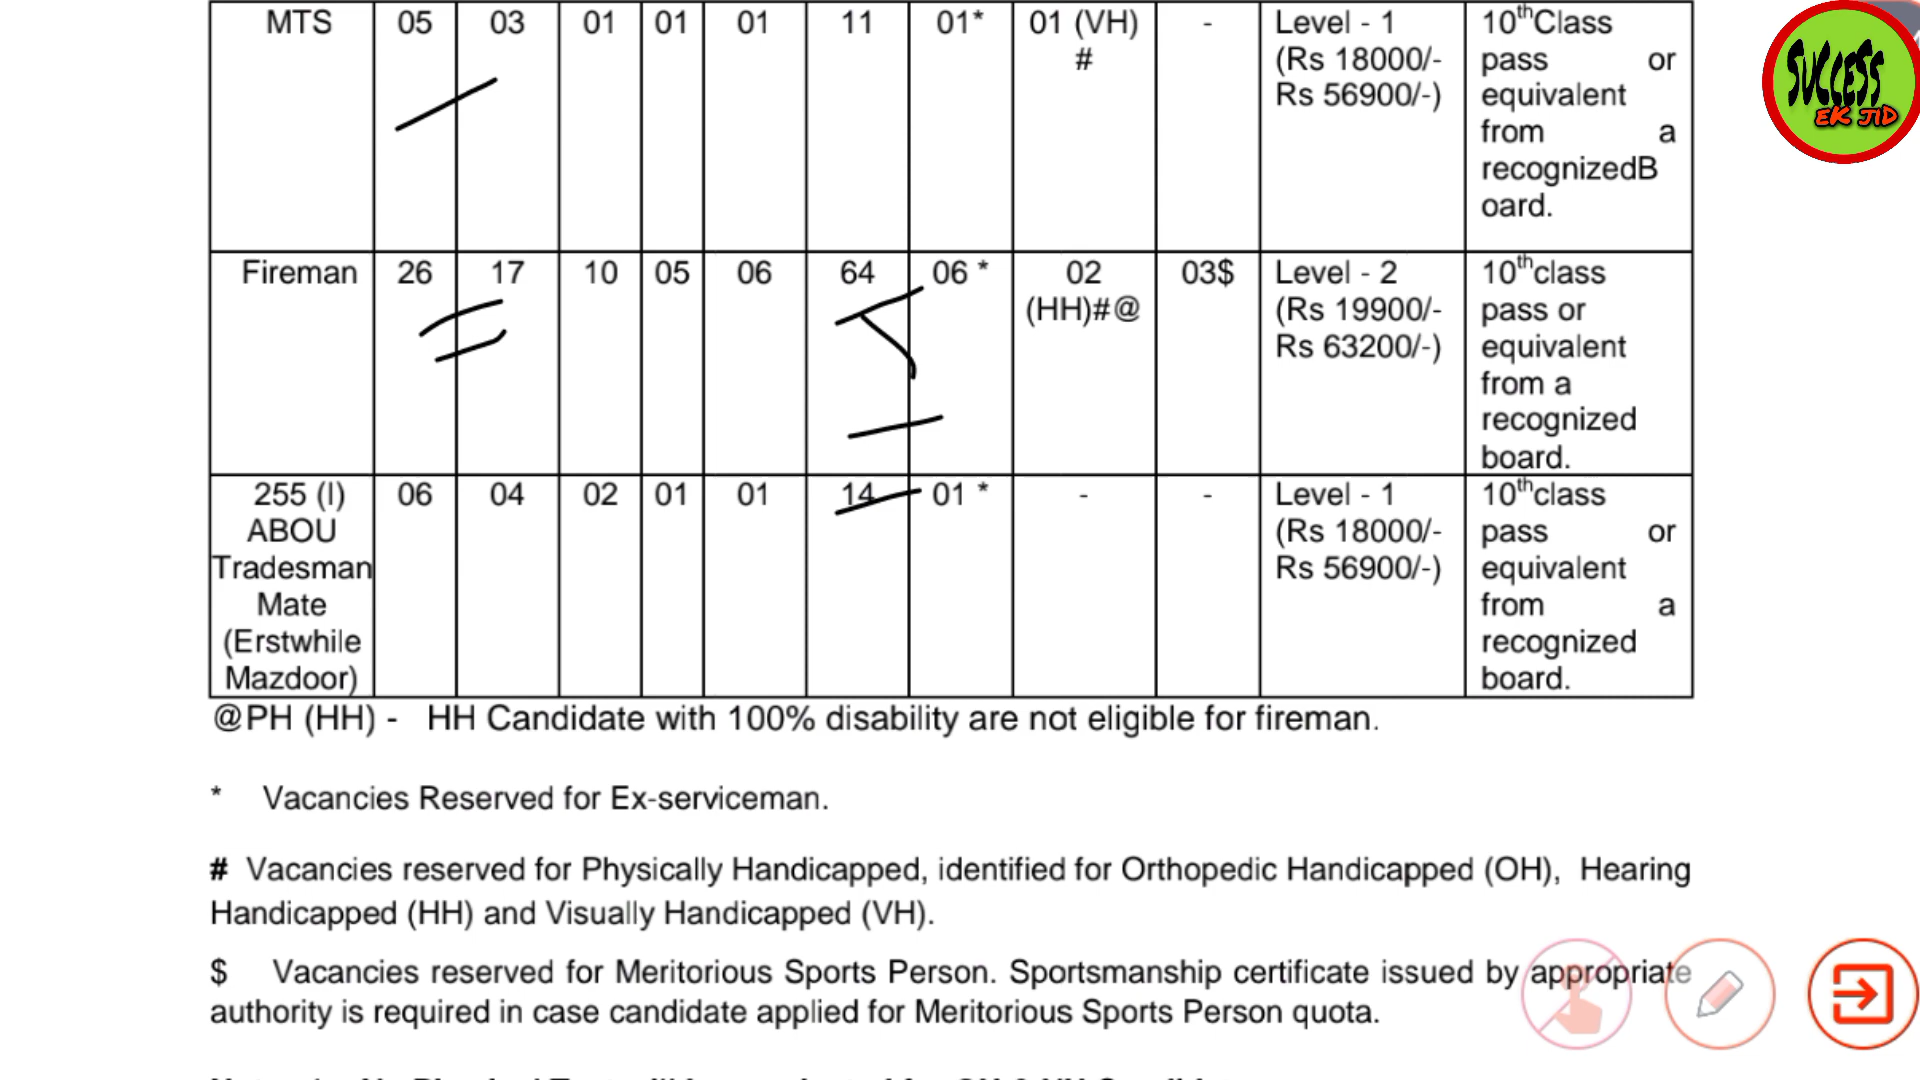 MTS 05 03 01 01 01 11 01* 01 (VH) - Level - 1 10thClass
# (Rs 18000/- pass or
Rs 56900/-) equivalent
from a
recognizedB
oard.
Fireman 26 17 10 05 06 64 06 * 02 03$ Level - 2 10thclass
(HH)#@ (Rs 19900/- pass or
Rs 63200/-) equivalent
from a
recognized
board.
255 (I) 06 04 02 01 01 14 01 * - - Level - 1 10thclass
ABOU (Rs 18000/- pass or
Tradesman Rs 56900/-) equivalent
Mate from a
(Erstwhile recognized
Mazdoor) board.
@PH (HH) - HH Candidate with 100% disability are not eligible for fireman.
* Vacancies Reserved for Ex-serviceman.
# Vacancies reserved for Physically Handicapped, identified for Orthopedic Handicapped (OH), Hearing
Handicapped (HH) and Visually Handicapped (VH).
$ Vacancies reserved for Meritorious Sports Person. Sportsmanship certificate issued by appropriate
authority is required in case candidate applied for Meritorious Sports Person quota.
SUCCESS
EK JID